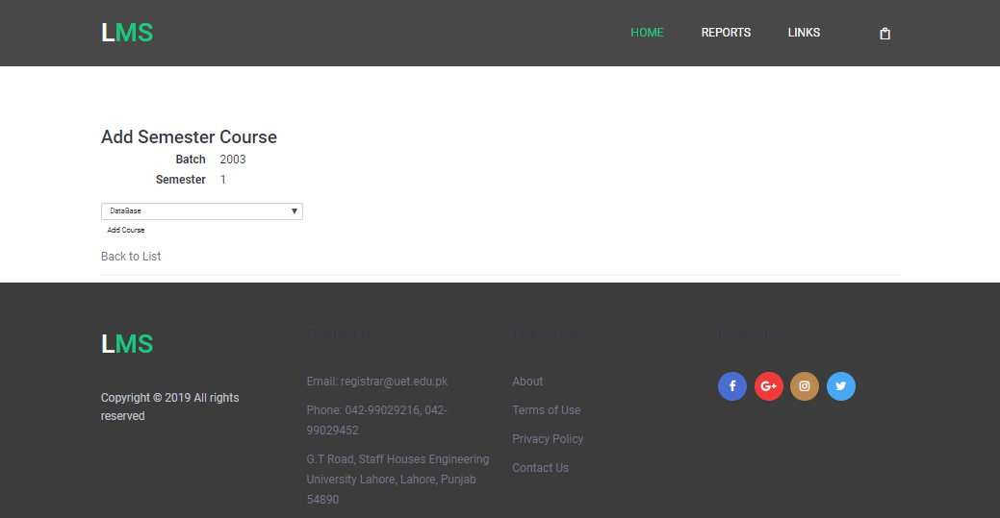 LMS
HOME REPORTS LINKS
Add Semester Course
Batch 2003
Semester 1
DataBase
Add Course
Back to List
LMS
Copyright © 2019 All rights
reserved
Contact Us
Email: registrar@uet.edu.pk
Phone: 042-99029216, 042-
99029452
G.T Road, Staff Houses Engineering
University Lahore, Lahore, Punjab
54890
Quick Links
About
Terms of Use
Privacy Policy
Contact Us
Follow Us
G+